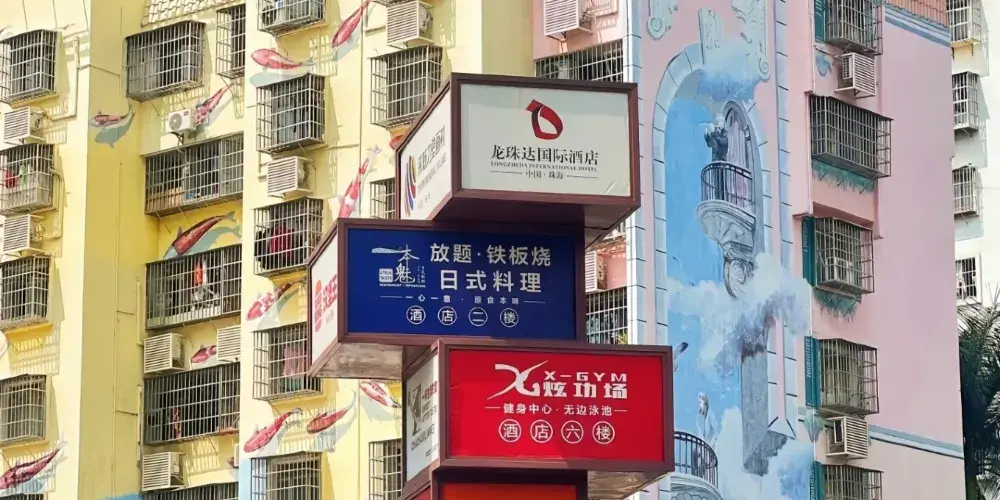 龙珠达国际酒店
LONGZHUDA INTERNATIONAL HOTEL
中国·珠海
一本魅
放题·铁板烧
日式料理
一心一意 · 原食本味
酒店二楼
X-GYM
炫功场
健身中心·无边泳池
酒店六楼